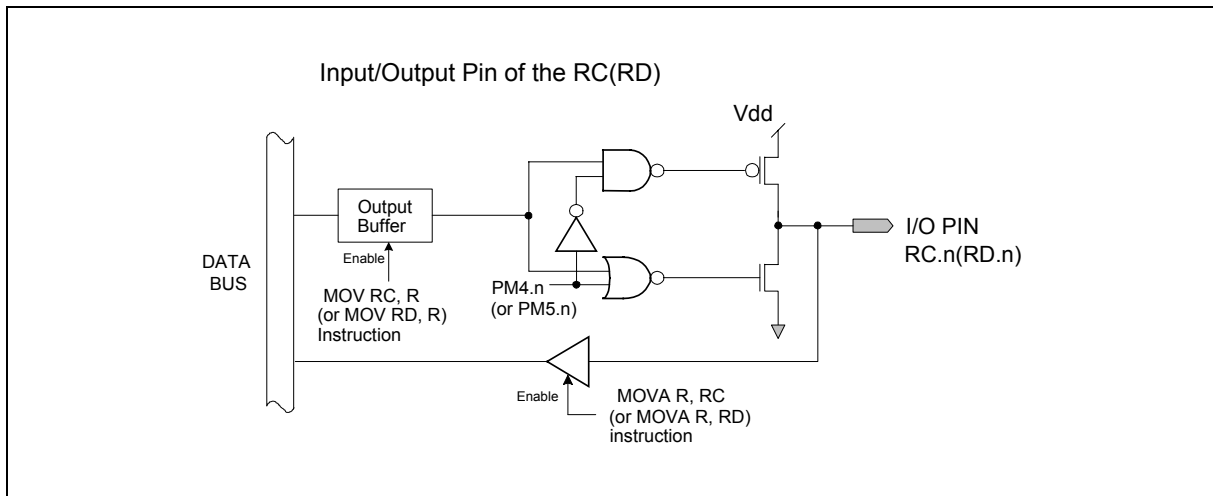 Input/Output Pin of the RC(RD)
Vdd
Output
Buffer
I/O PIN
RC.n(RD.n)
DATA
BUS
Enable
PM4.n
(or PM5.n)
MOV RC, R
(or MOV RD, R)
Instruction
Enable
MOVA R, RC
(or MOVA R, RD)
instruction